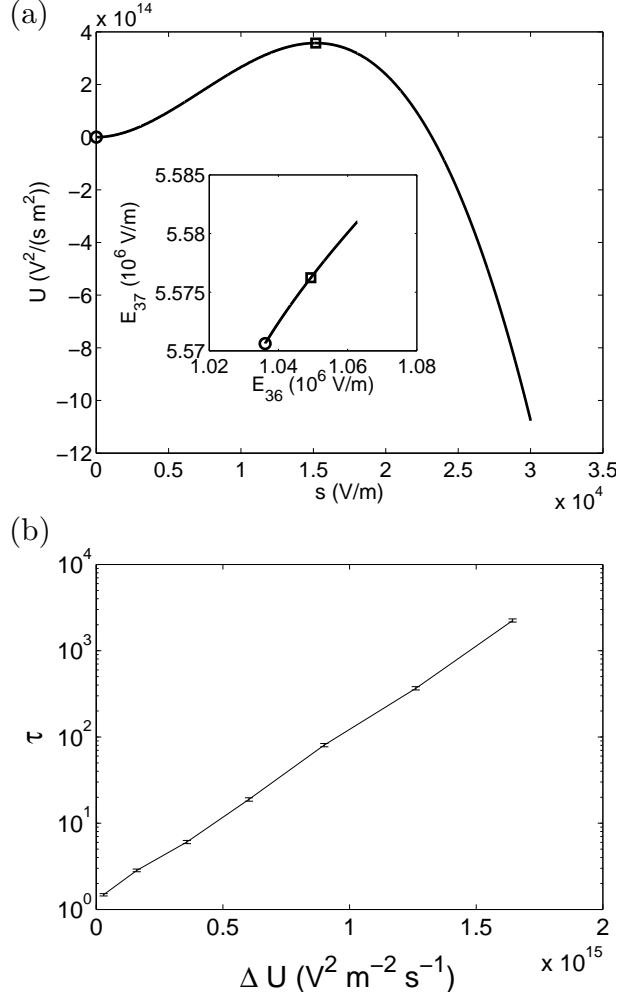 (a)
x 10^14
4
2
0
−2
−4
−6
−8
−10
−12
U (V^2/(s m^2))
0 0.5 1 1.5 2 2.5 3 3.5
s (V/m)
x 10^4
5.585
5.58
5.575
5.57
E_37 (10^6 V/m)
1.02 1.04 1.06 1.08
E_36 (10^6 V/m)
(b)
10^4
10^3
10^2
10^1
10^0
τ
0 0.5 1 1.5 2
x 10^15
Δ U (V^2 m^−2 s^−1)